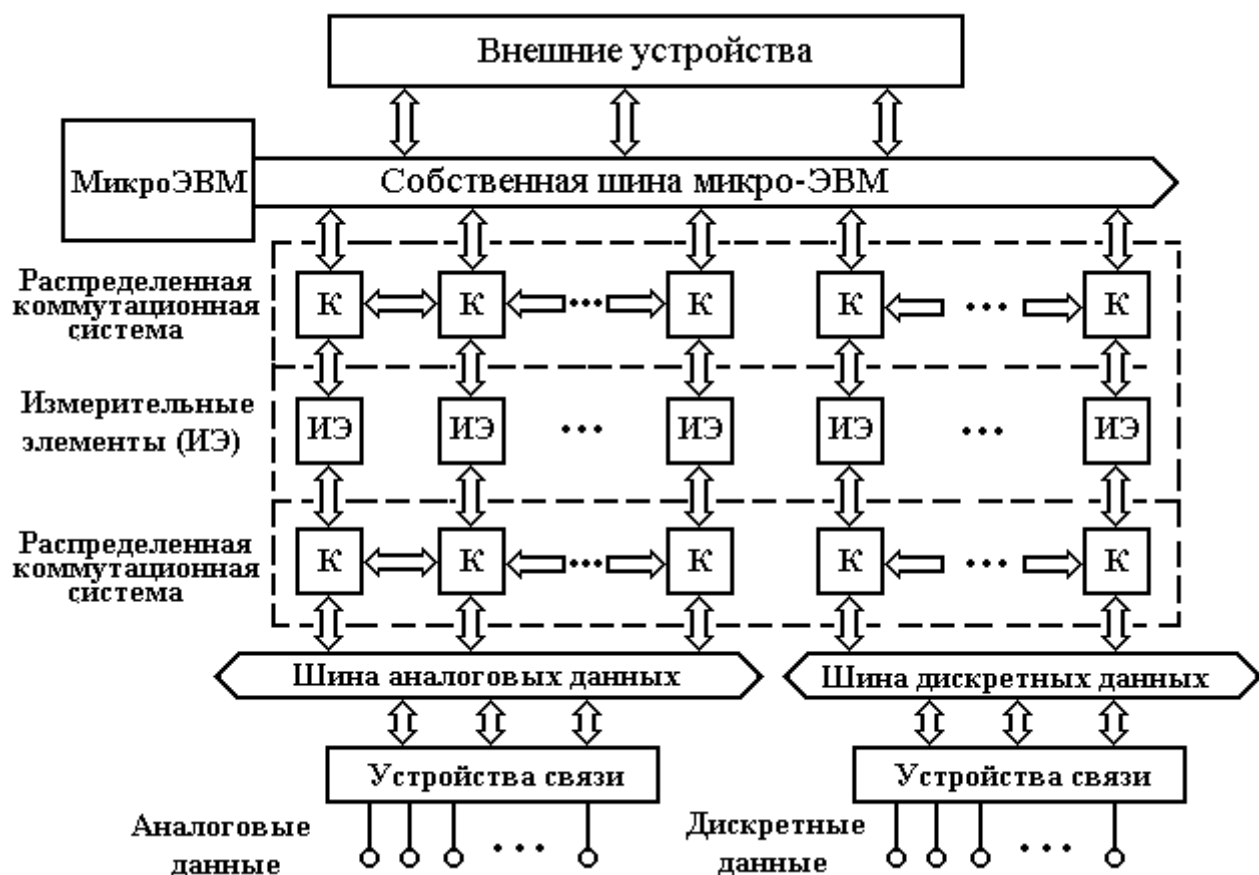 Внешние устройства
МикроЭВМ
Собственная шина микро-ЭВМ
Распределенная
коммутационная
система
К К К К К
Измерительные
элементы (ИЭ)
ИЭ ИЭ ИЭ ИЭ ИЭ
Распределенная
коммутационная
система
К К К К К
Шина аналоговых данных
Шина дискретных данных
Устройства связи
Устройства связи
Аналоговые
данные
Дискретные
данные